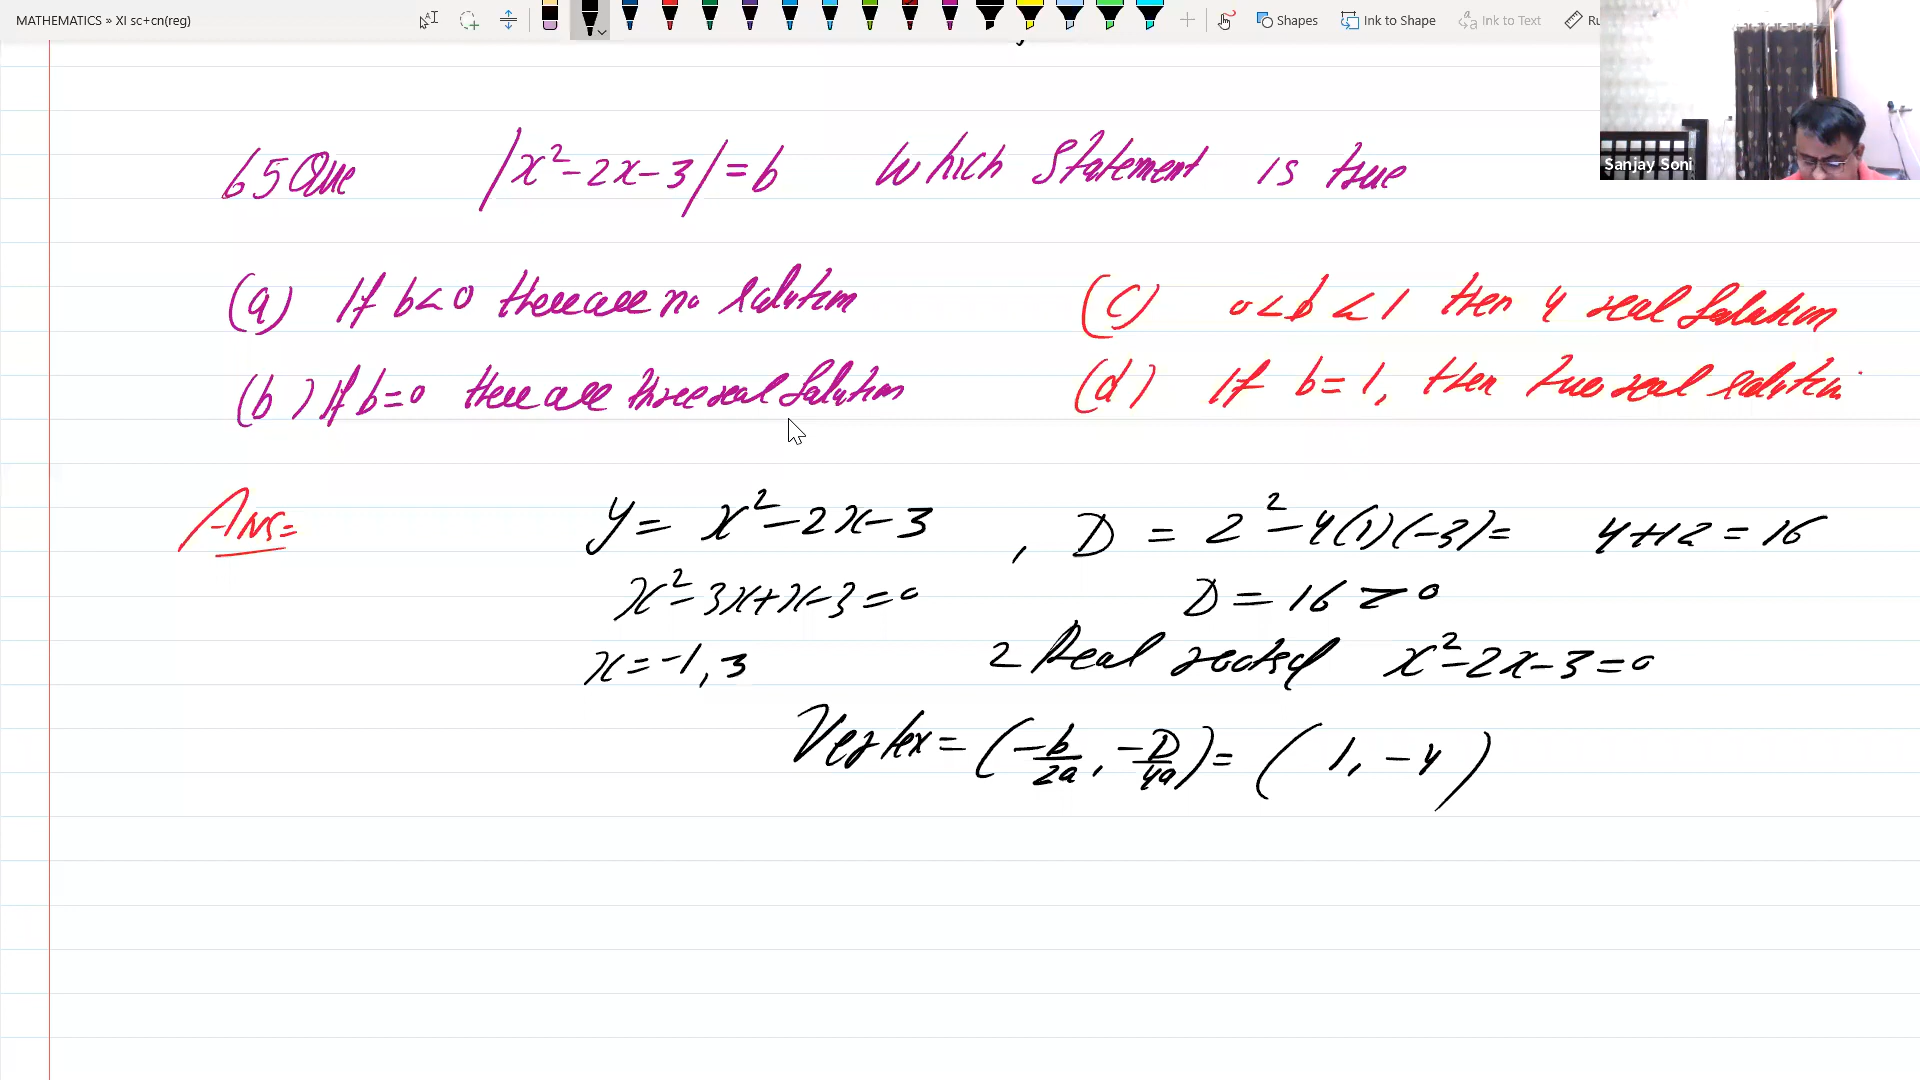 MATHEMATICS » XI sc+cn(reg)
Shapes Ink to Shape Ink to Text Ru
Sanjay Soni
65 Que |x²-2x-3|=b Which Statement is true
(a) If b<0 there are no solution
(c) 0<b<1 then 4 real Solution
(b) If b=0 there are three real Solution
(d) If b=1, then two real solution
Ans=
y= x²-2x-3 , D = 2²-4(1)(-3)= 4+12=16
x²-3x+x-3=0 D=16>0
x=-1,3 2 Real roots of x²-2x-3=0
Vertex=(-b/2a, -D/4a)= (1, -4)